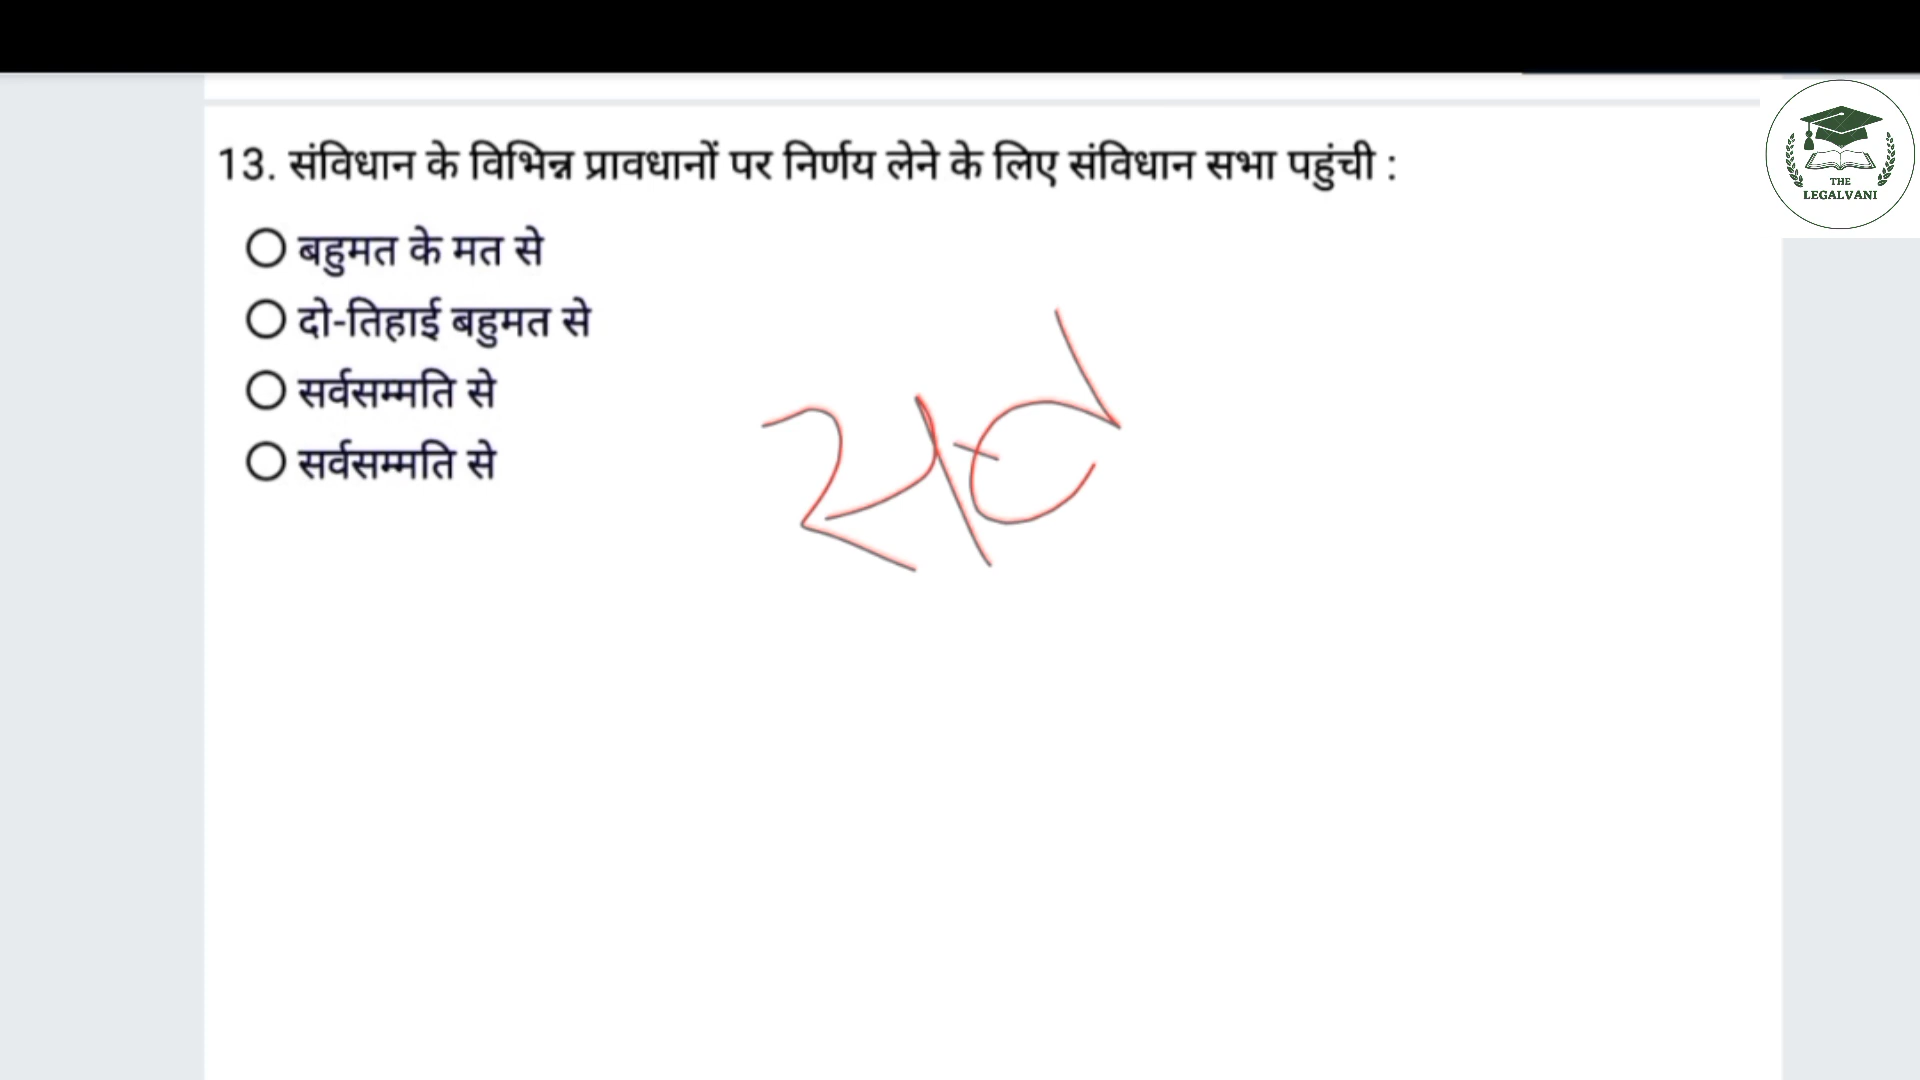 13. संविधान के विभिन्न प्रावधानों पर निर्णय लेने के लिए संविधान सभा पहुंची :
बहुमत के मत से
दो-तिहाई बहुमत से
सर्वसम्मति से
सर्वसम्मति से
THE
LEGALVANI